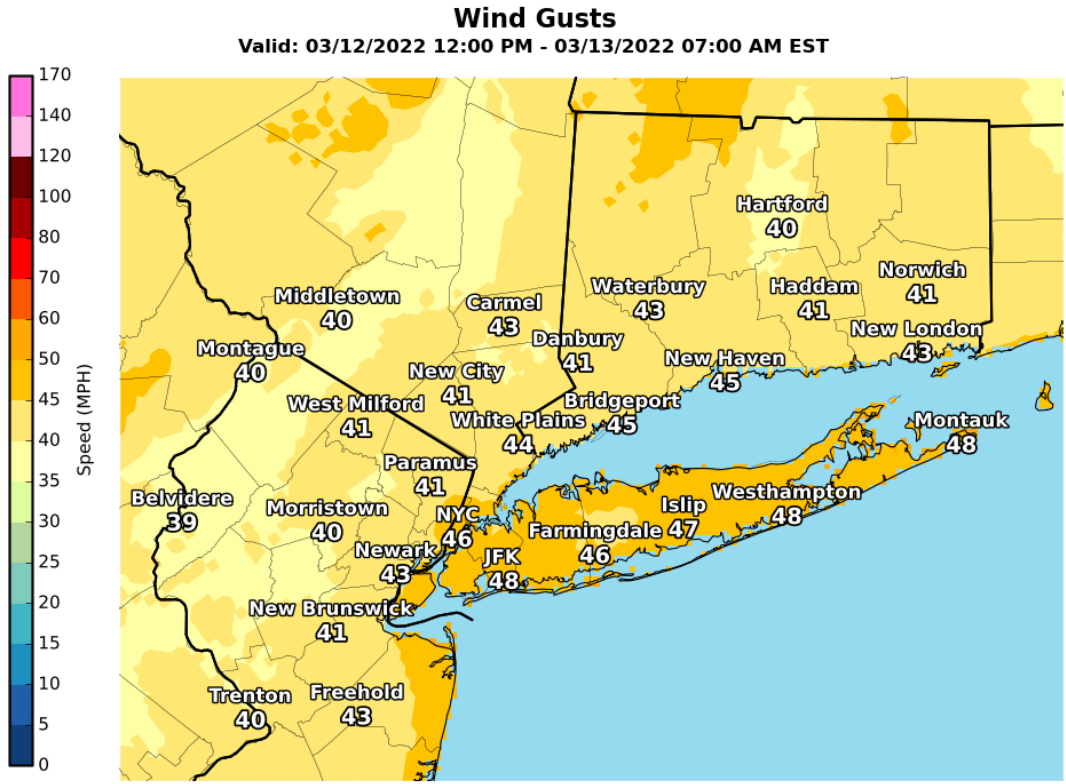 Wind Gusts
Valid: 03/12/2022 12:00 PM - 03/13/2022 07:00 AM EST
170
140
120
100
80
70
60
50
45
40
35
30
25
20
15
10
5
0
Speed (MPH)
Hartford
40
Norwich
41
Waterbury
43
Haddam
41
Middletown
40
Carmel
43
New London
43
Danbury
41
Montague
40
New Haven
45
New City
41
West Milford
41
Bridgeport
45
White Plains
44
Montauk
48
Paramus
41
Belvidere
39
Westhampton
48
Islip
47
Morristown
40
NYC
46
Farmingdale
46
Newark
43
JFK
48
New Brunswick
41
Trenton
40
Freehold
43